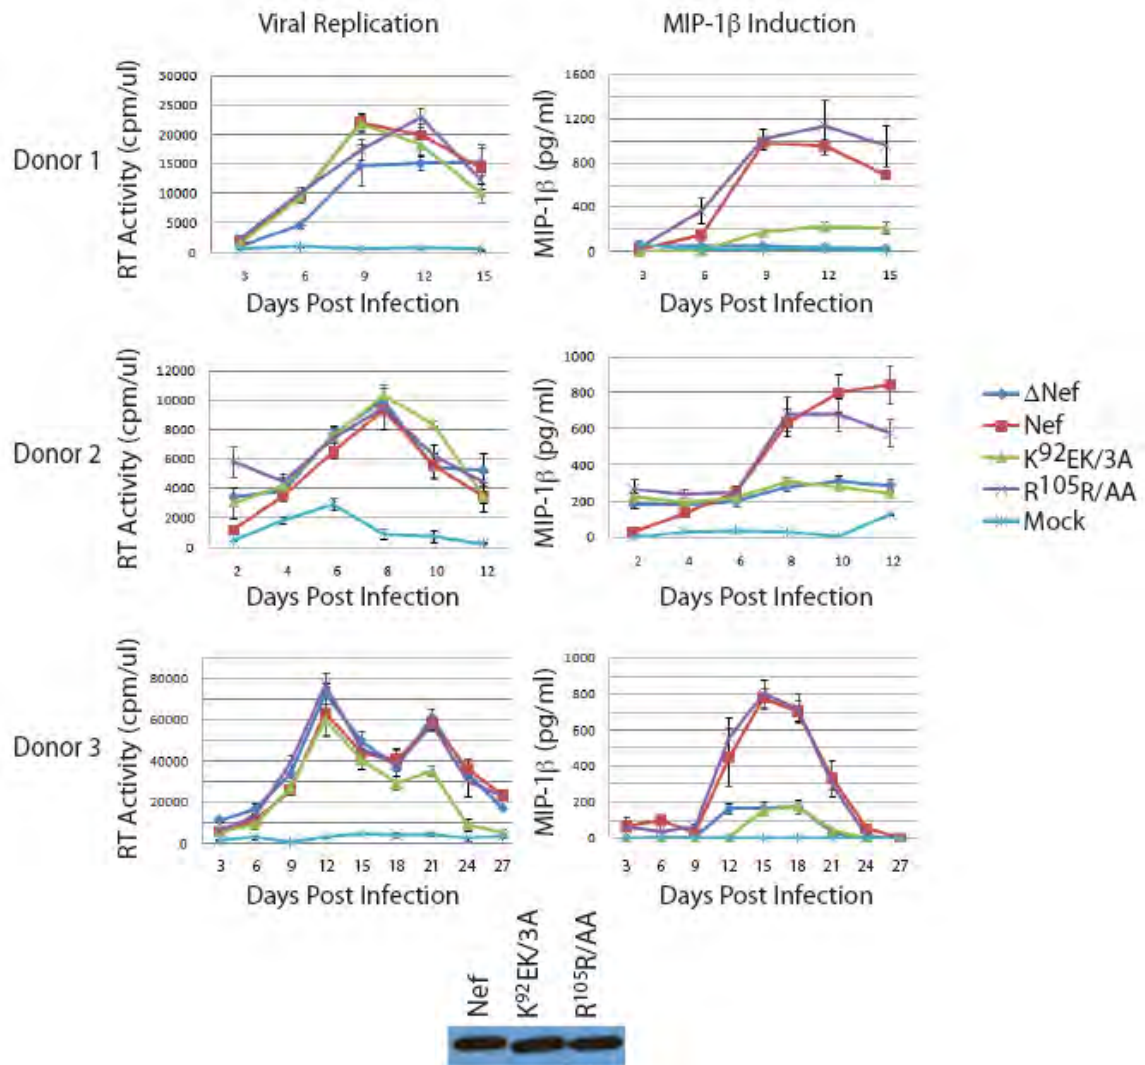 Viral Replication
MIP-1β Induction
Donor 1
RT Activity (cpm/ul)
30000
25000
20000
15000
10000
5000
0
3 6 9 12 15
Days Post Infection
MIP-1β (pg/ml)
1600
1200
800
400
0
3 6 9 12 15
Days Post Infection
Donor 2
RT Activity (cpm/ul)
12000
10000
8000
6000
4000
2000
0
2 4 6 8 10 12
Days Post Infection
MIP-1β (pg/ml)
1000
800
600
400
200
0
2 4 6 8 10 12
Days Post Infection
ΔNef
Nef
K⁹²EK/3A
R¹⁰⁵R/AA
Mock
Donor 3
RT Activity (cpm/ul)
80000
60000
40000
20000
0
3 6 9 12 15 18 21 24 27
Days Post Infection
MIP-1β (pg/ml)
1000
800
600
400
200
0
3 6 9 12 15 18 21 24 27
Days Post Infection
Nef
K⁹²EK/3A
R¹⁰⁵R/AA